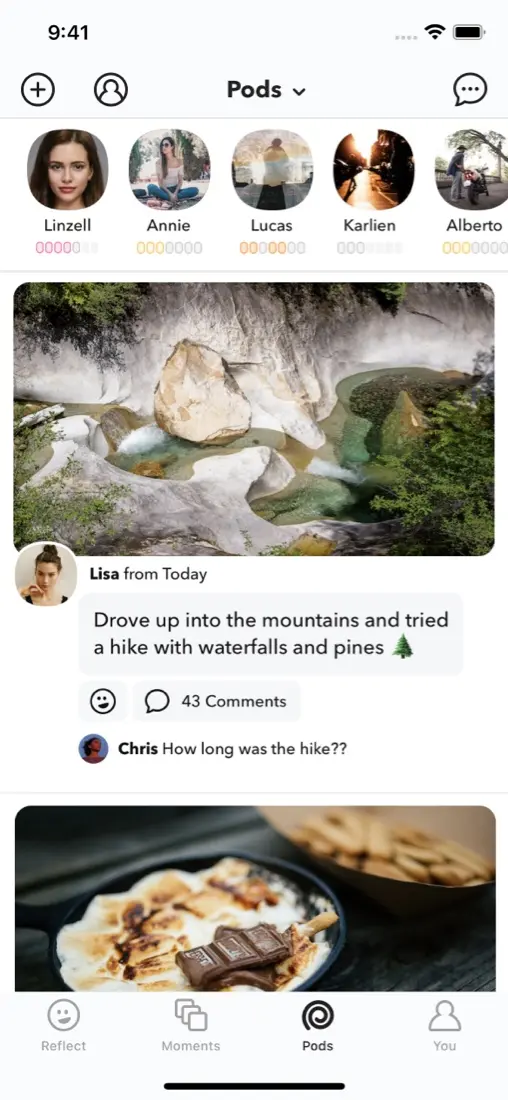 9:41
Pods
Linzell
Annie
Lucas
Karlien
Alberto
Lisa from Today
Drove up into the mountains and tried
a hike with waterfalls and pines 🌲
43 Comments
Chris How long was the hike??
Reflect
Moments
Pods
You